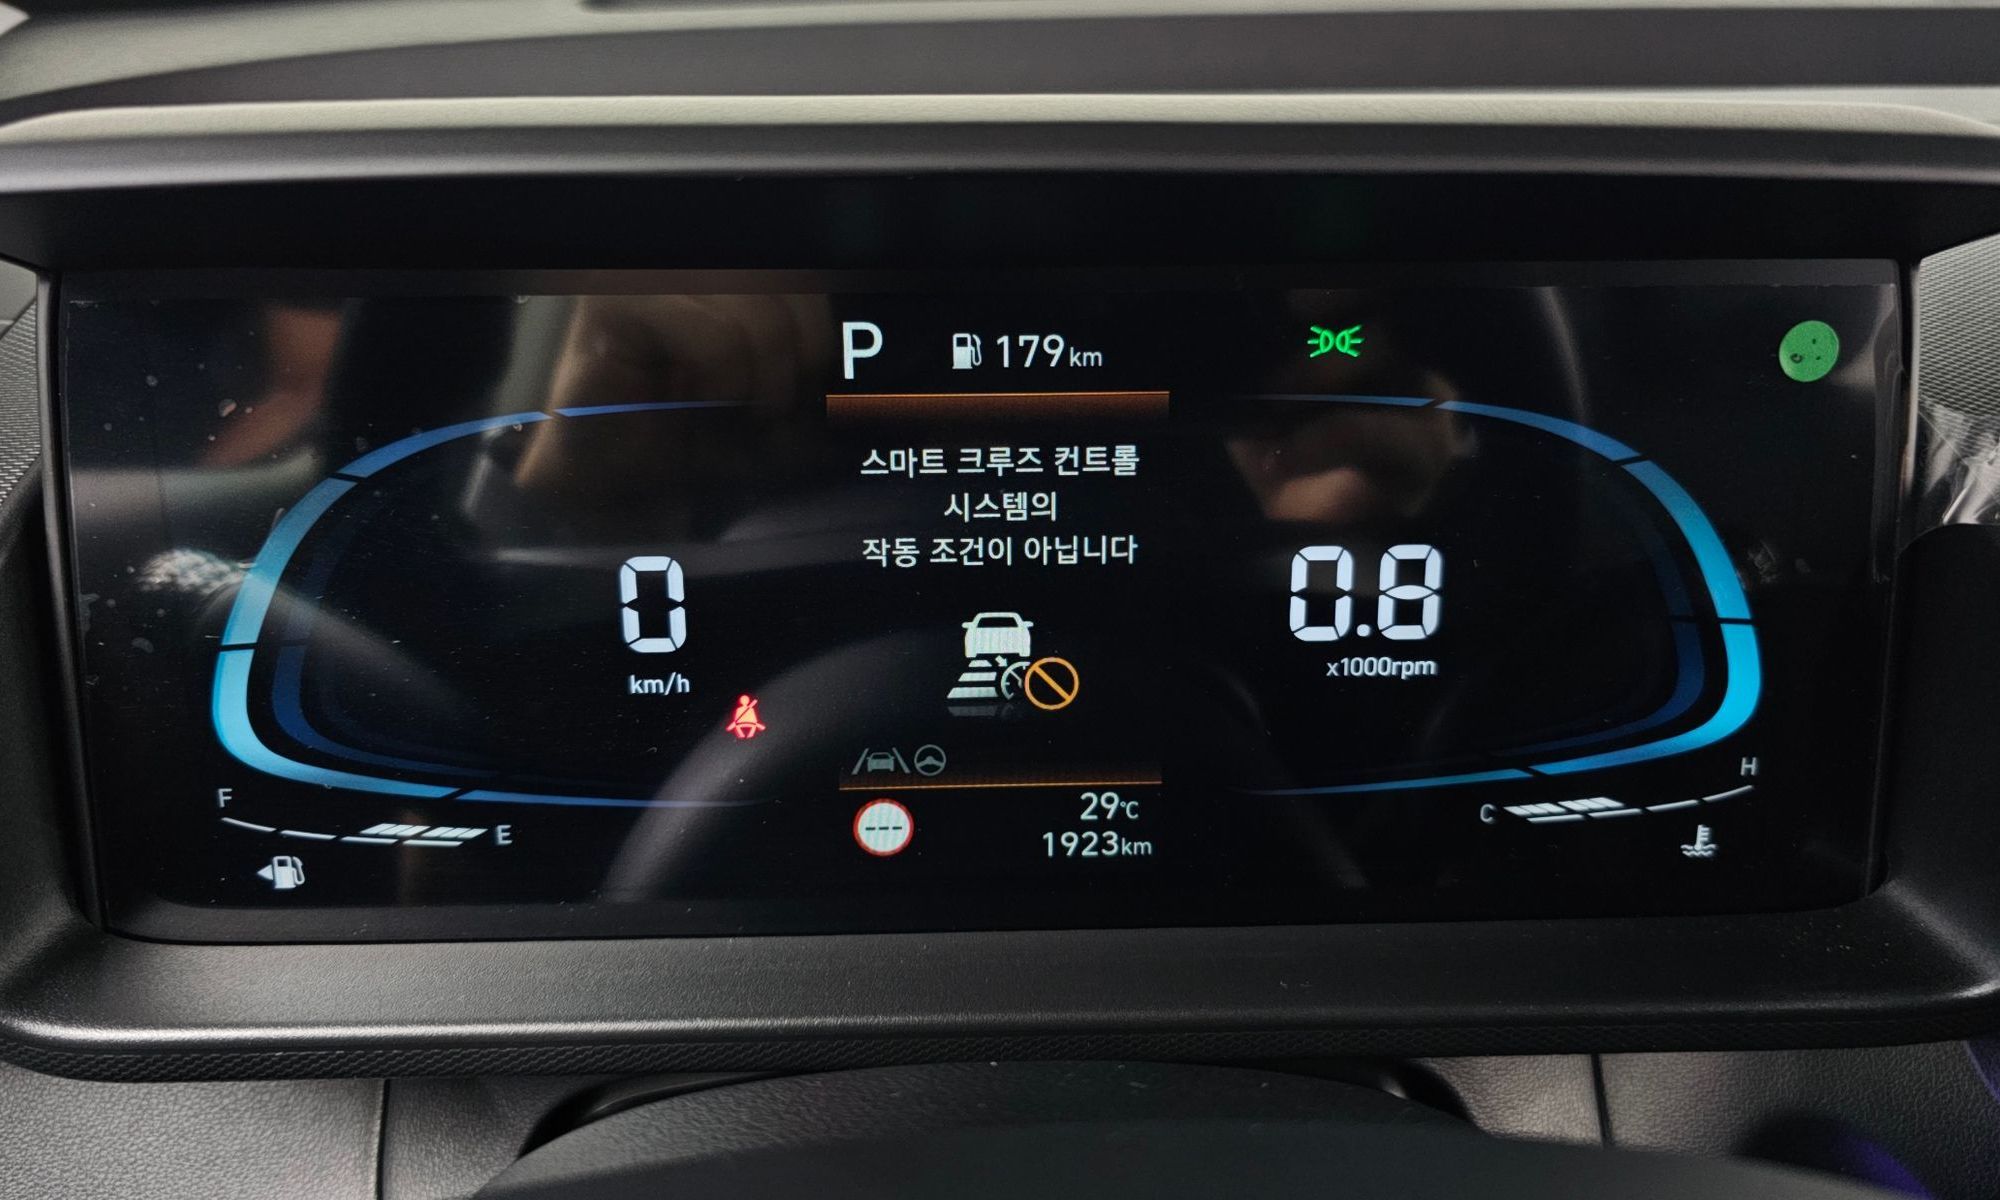 P 179km
스마트 크루즈 컨트롤
시스템의
작동 조건이 아닙니다
0
km/h
0.8
x1000rpm
F
E
C
H
---
29℃
1923km